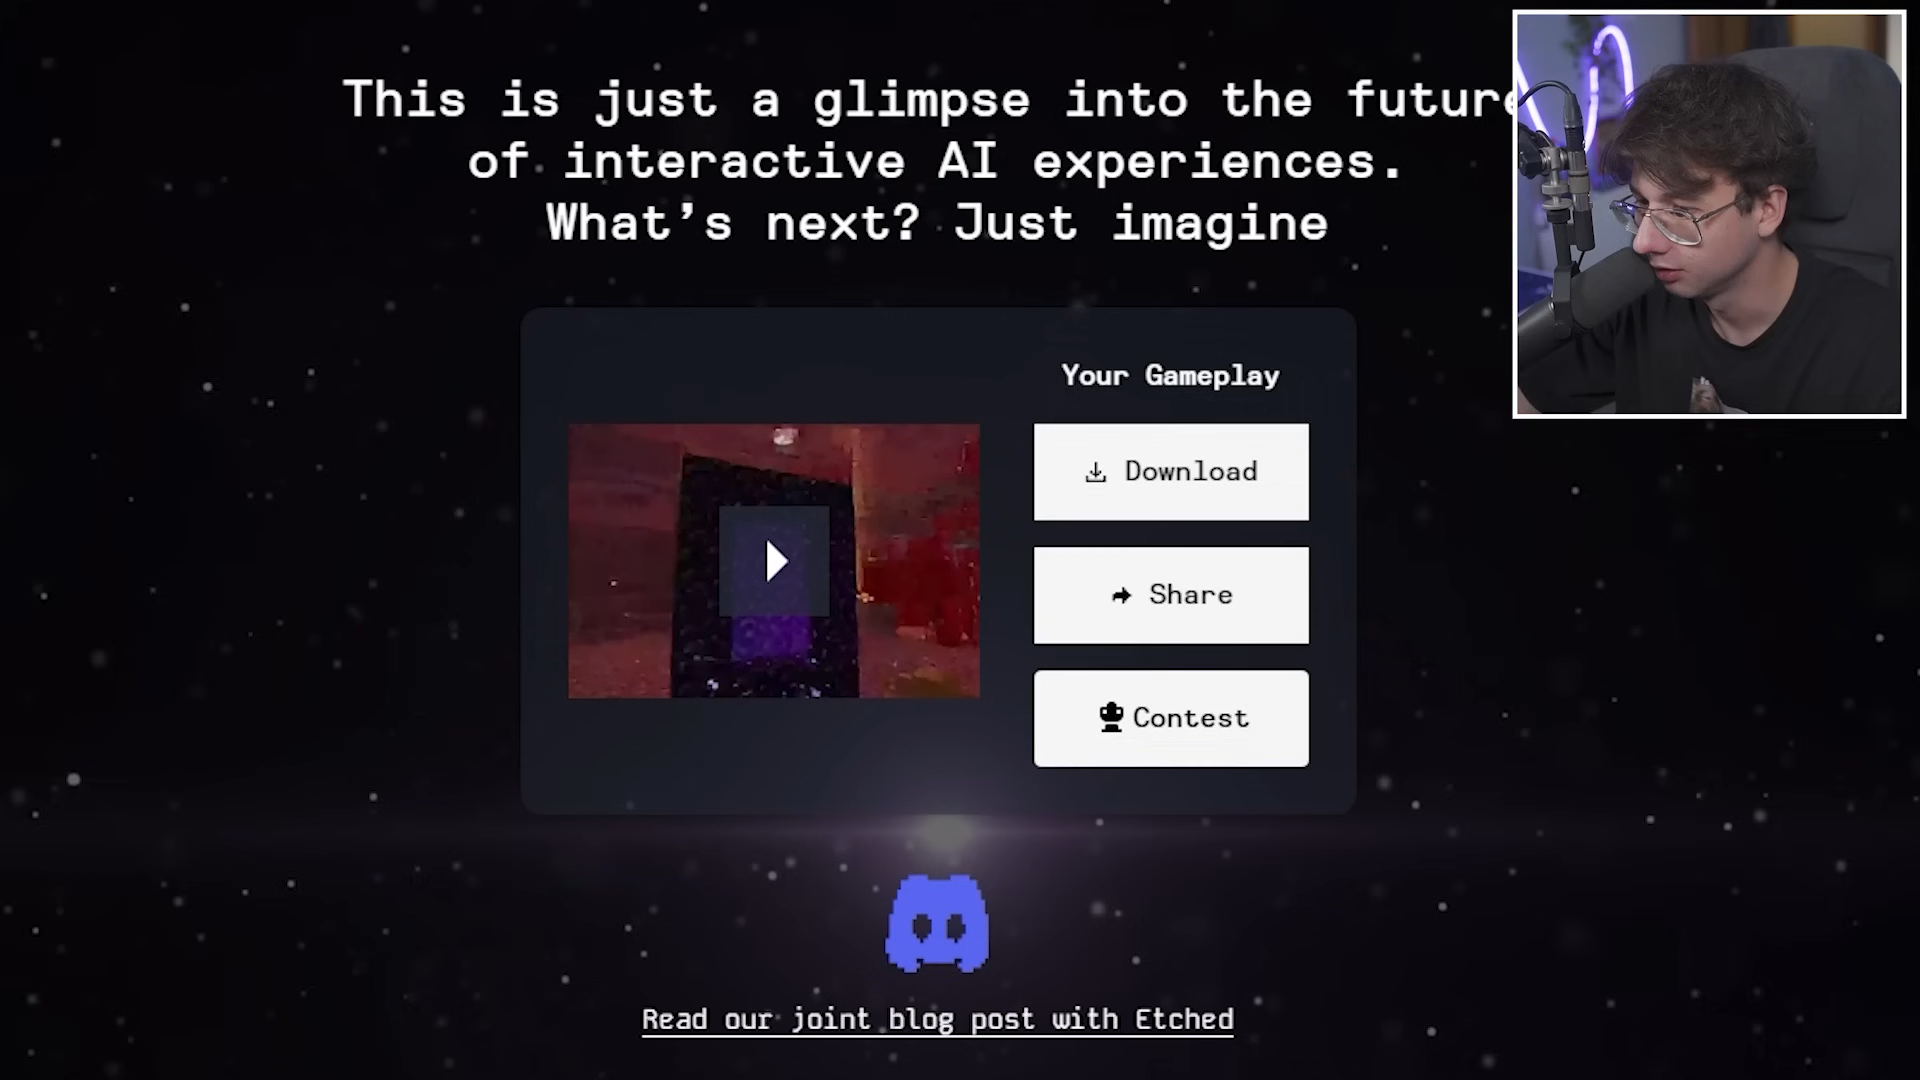 This is just a glimpse into the future
of interactive AI experiences.
What's next? Just imagine
Your Gameplay
Download
Share
Contest
Read our joint blog post with Etched